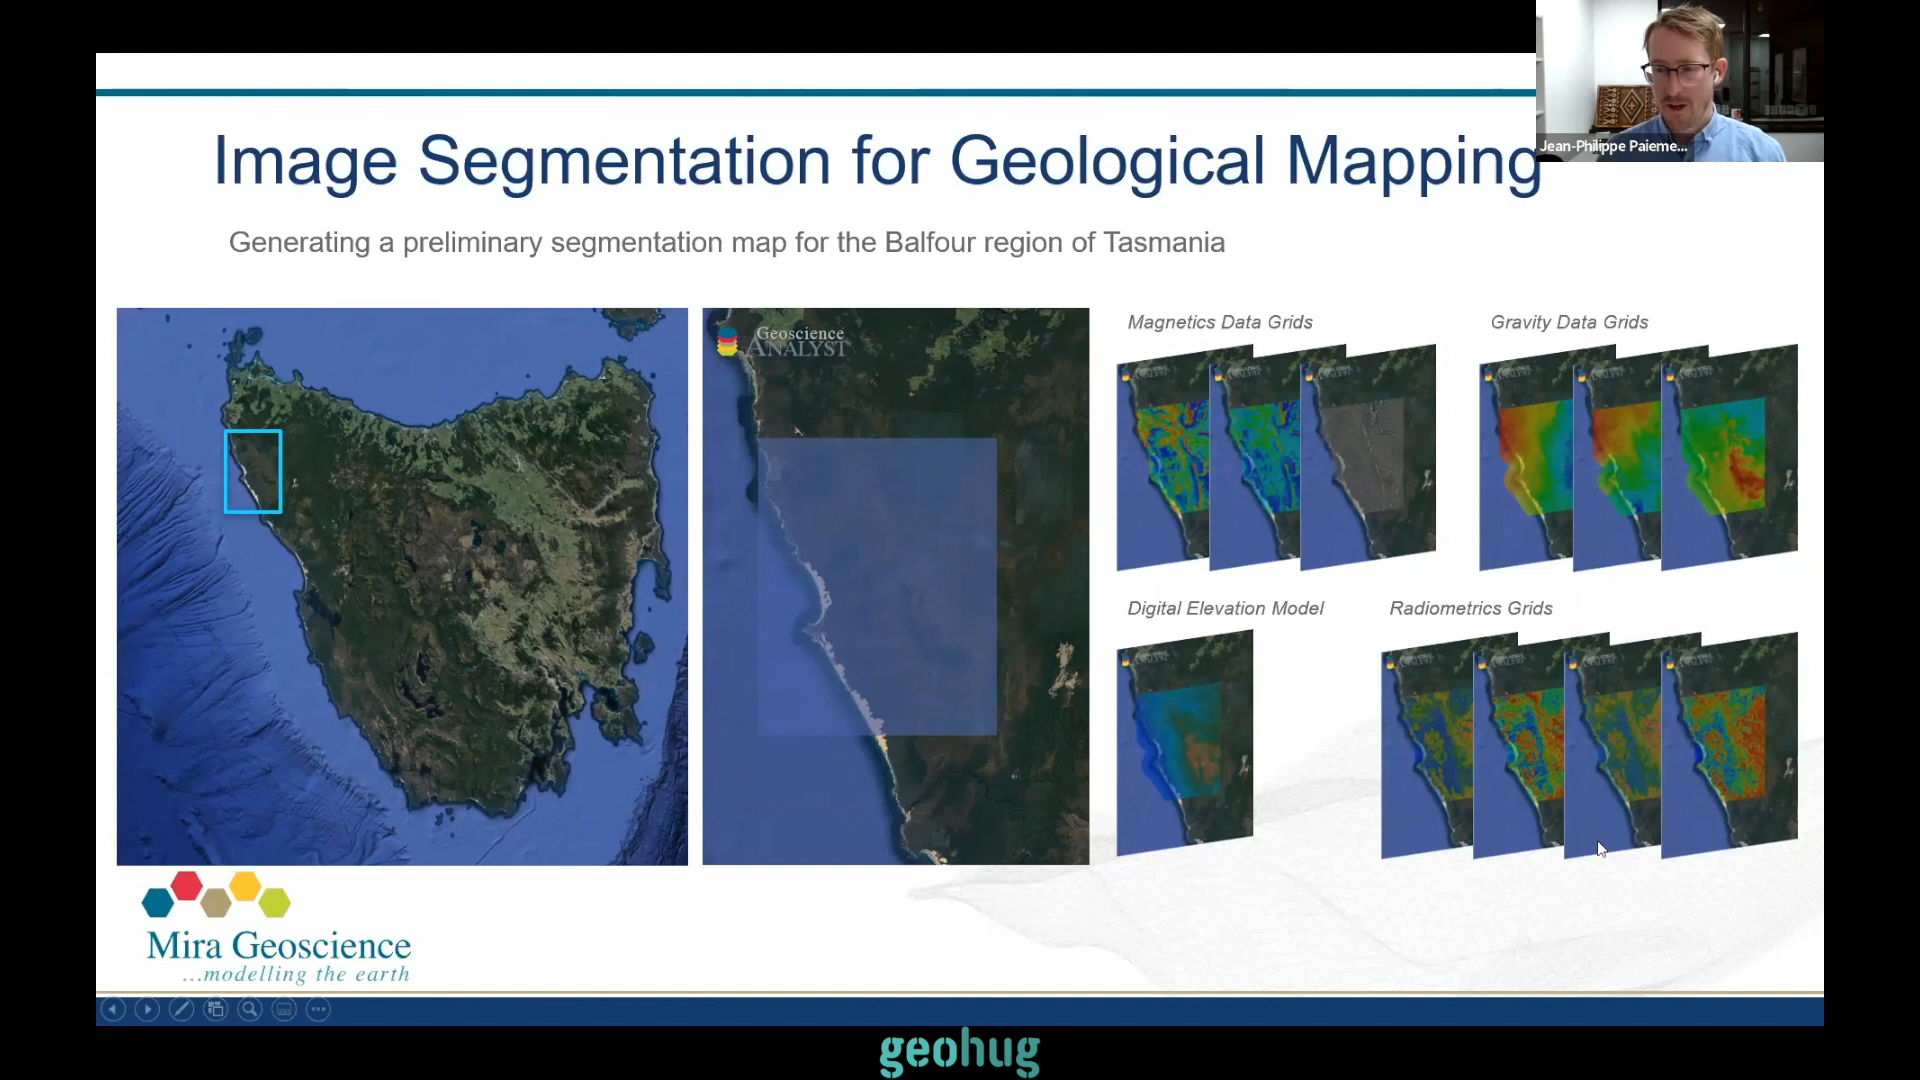 Jean-Philippe Paieme...
Image Segmentation for Geological Mapping
Generating a preliminary segmentation map for the Balfour region of Tasmania
Geoscience
ANALYST
Magnetics Data Grids
Gravity Data Grids
Digital Elevation Model
Radiometrics Grids
Mira Geoscience
...modelling the earth
geohug